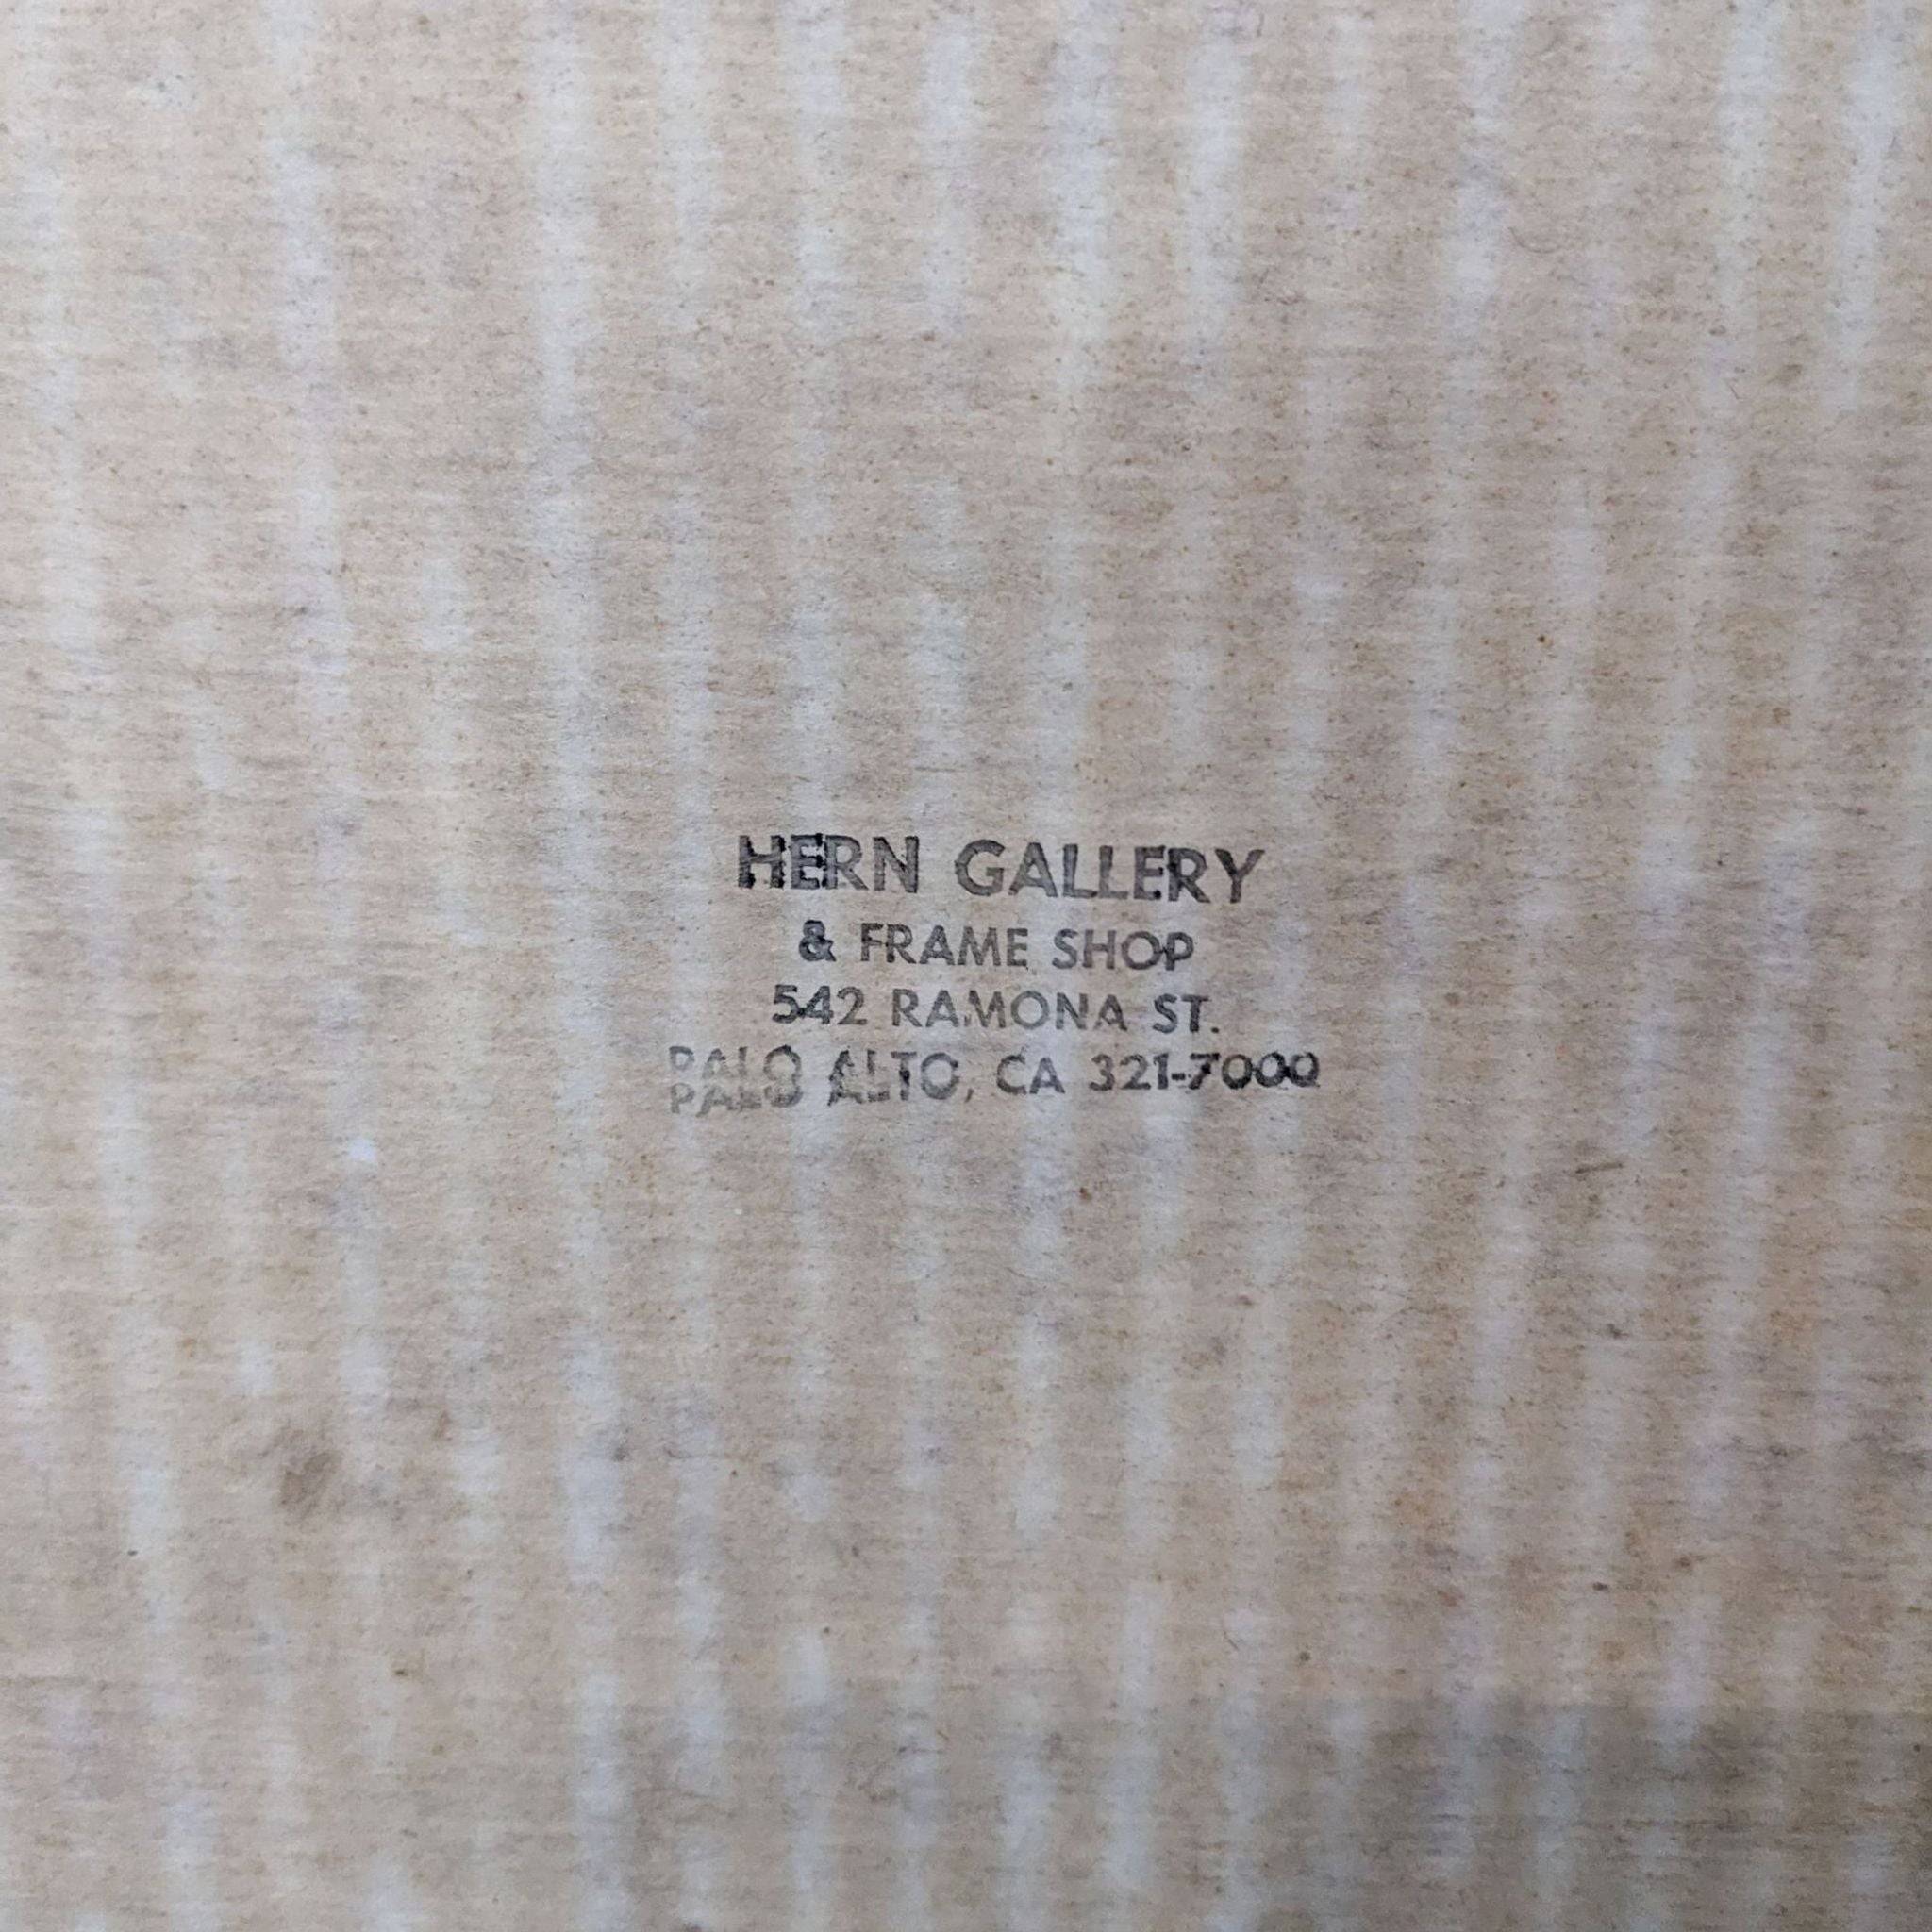 HERN GALLERY
& FRAME SHOP
542 RAMONA ST.
PALO ALTO, CA 321-7000